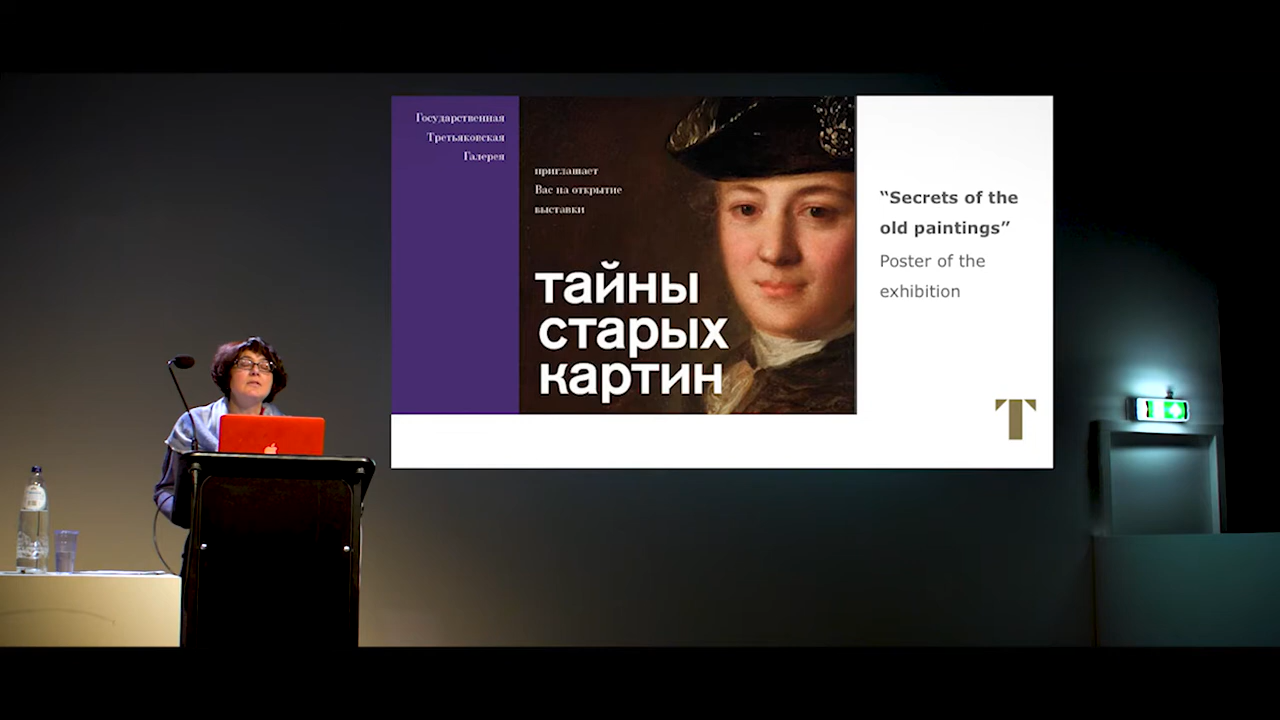 Государственная
Третьяковская
Галерея
приглашает
Вас на открытие
выставки
тайны
старых
картин
“Secrets of the
old paintings”
Poster of the
exhibition
T